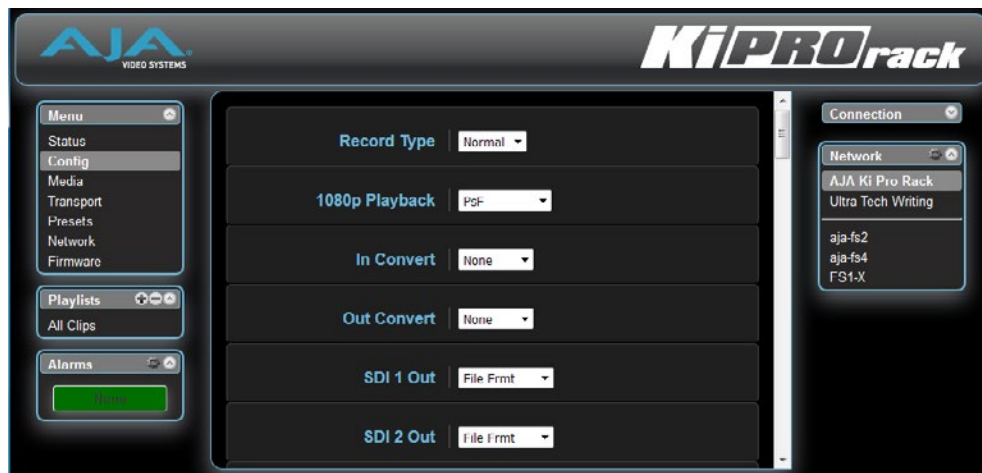 AJA
VIDEO SYSTEMS
KiPROrack
Menu
Status
Config
Media
Transport
Presets
Network
Firmware
Playlists
All Clips
Alarms
None
Record Type Normal
1080p Playback PsF
In Convert None
Out Convert None
SDI 1 Out File Frmt
SDI 2 Out File Frmt
Connection
Network
AJA Ki Pro Rack
Ultra Tech Writing
aja-fs2
aja-fs4
FS1-X